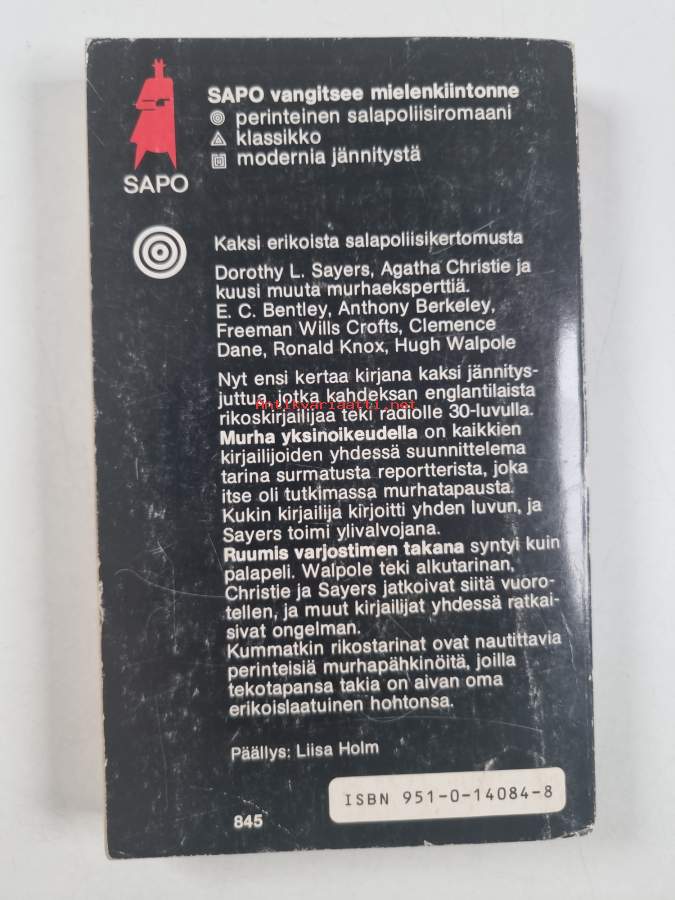 SAPO vangitsee mielenkiintonne
perinteinen salapoliisiromaani
klassikko
modernia jännitystä
SAPO
Kaksi erikoista salapoliisikertomusta
Dorothy L. Sayers, Agatha Christie ja
kuusi muuta murhaeksperttiä.
E. C. Bentley, Anthony Berkeley,
Freeman Wills Crofts, Clemence
Dane, Ronald Knox, Hugh Walpole
Nyt ensi kertaa kirjana kaksi jännitys-
juttua, jotka kahdeksan englantilaista
Antikvariaatti.net
rikoskirjailijaa teki radiolle 30-luvulla.
Murha yksinoikeudella on kaikkien
kirjailijoiden yhdessä suunnittelema
tarina surmatusta reportterista, joka
itse oli tutkimassa murhatapausta.
Kukin kirjailija kirjoitti yhden luvun, ja
Sayers toimi ylivalvojana.
Ruumis varjostimen takana syntyi kuin
palapeli. Walpole teki alkutarinan,
Christie ja Sayers jatkoivat siitä vuoro-
tellen, ja muut kirjailijat yhdessä ratkai-
sivat ongelman.
Kummatkin rikostarinat ovat nautittavia
perinteisiä murhapähkinöitä, joilla
tekotapansa takia on aivan oma
erikoislaatuinen hohtonsa.
Päällys: Liisa Holm
ISBN 951-0-14084-8
845